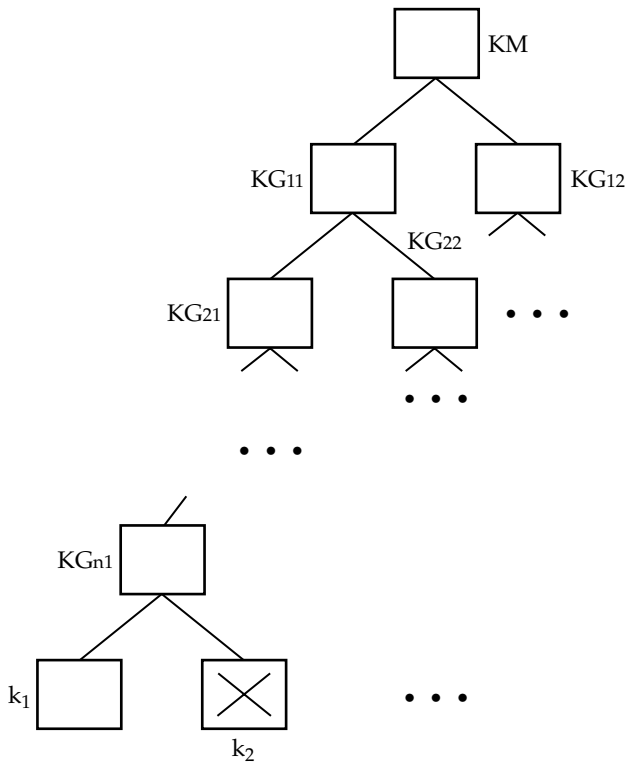 KM
KG11
KG12
KG22
KG21
• • •
• • •
• • •
KGn1
k1
• • •
k2